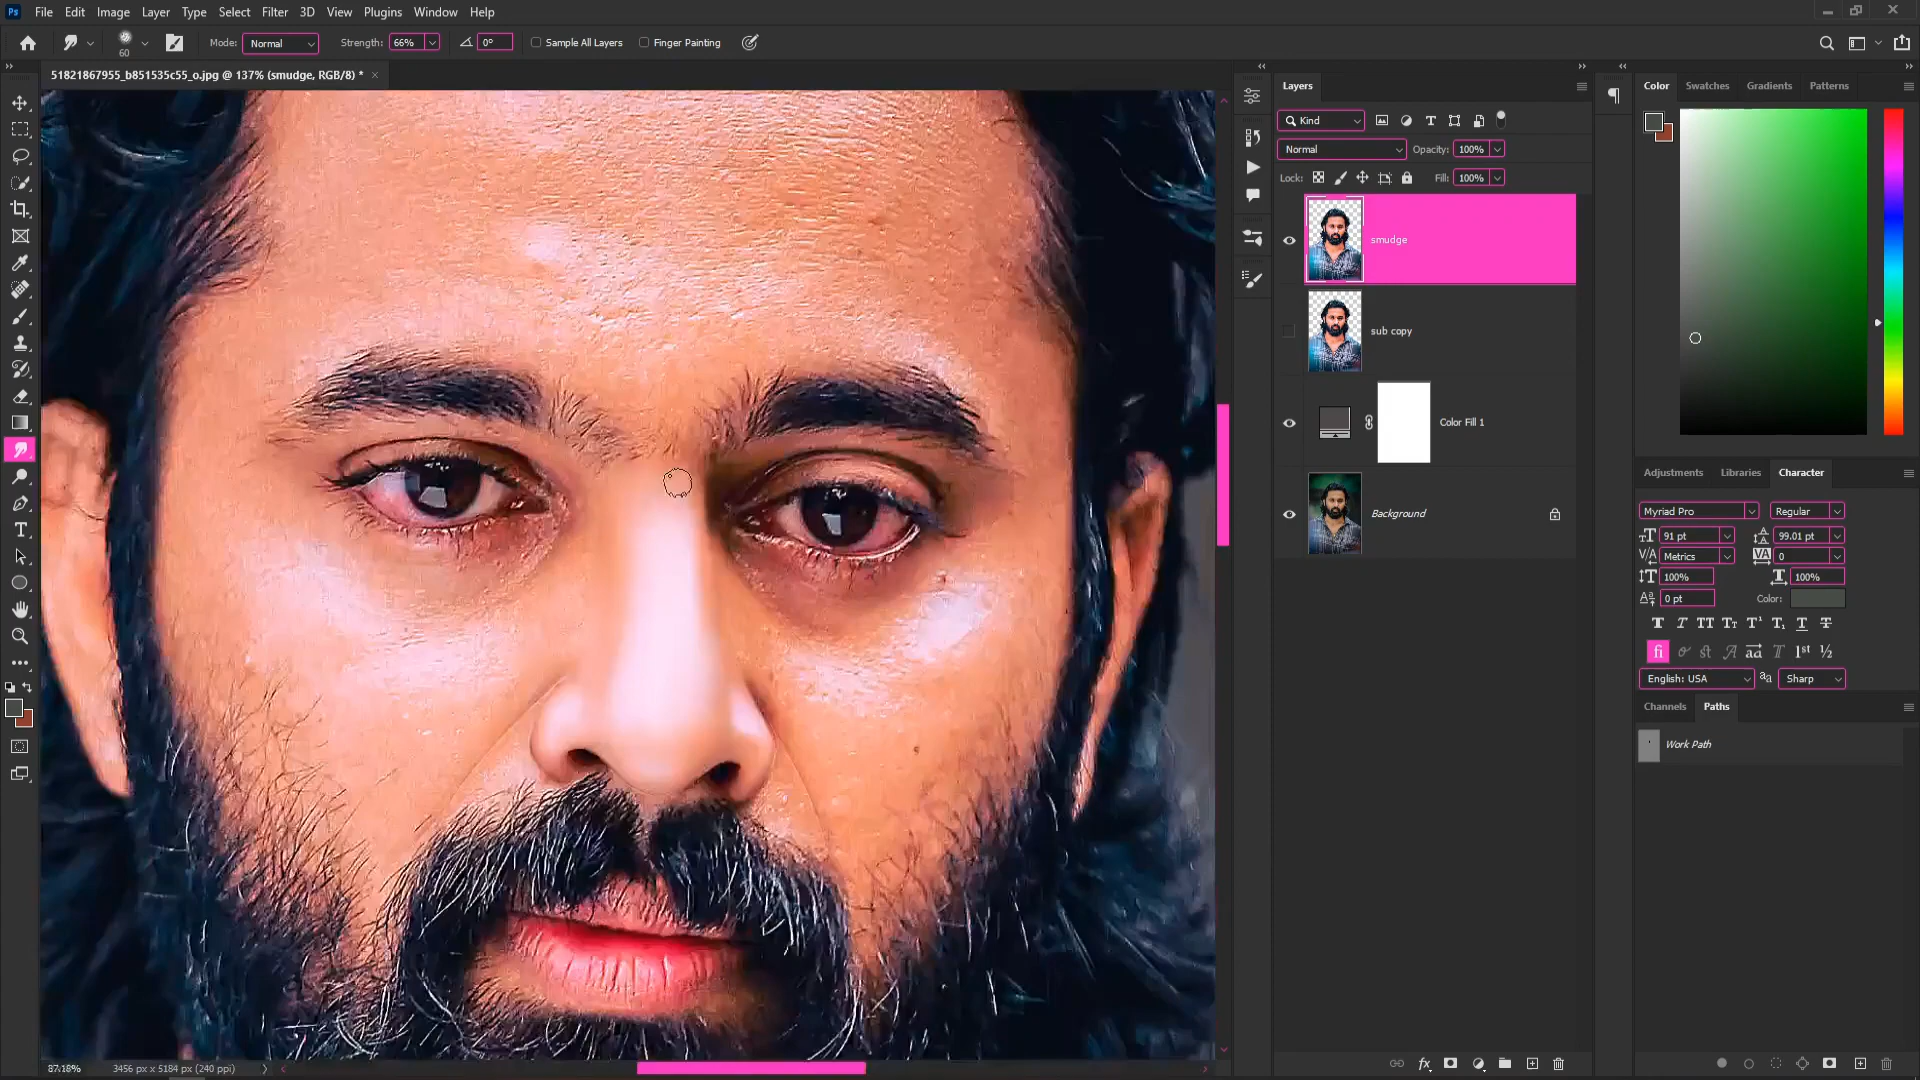 Ps File Edit Image Layer Type Select Filter 3D View Plugins Window Help
60 Mode: Normal Strength: 66% 0° Sample All Layers Finger Painting
51821867955_b851535c55_o.jpg @ 137% (smudge, RGB/8) *
Layers
Kind
Normal Opacity: 100%
Lock: Fill: 100%
smudge
sub copy
Color Fill 1
Background
Color Swatches Gradients Patterns
Adjustments Libraries Character
Myriad Pro Regular
91 pt 99.01 pt
Metrics 0
100% 100%
0 pt Color:
English: USA aa Sharp
Channels Paths
Work Path
87.18% 3456 px x 5184 px (240 ppi)